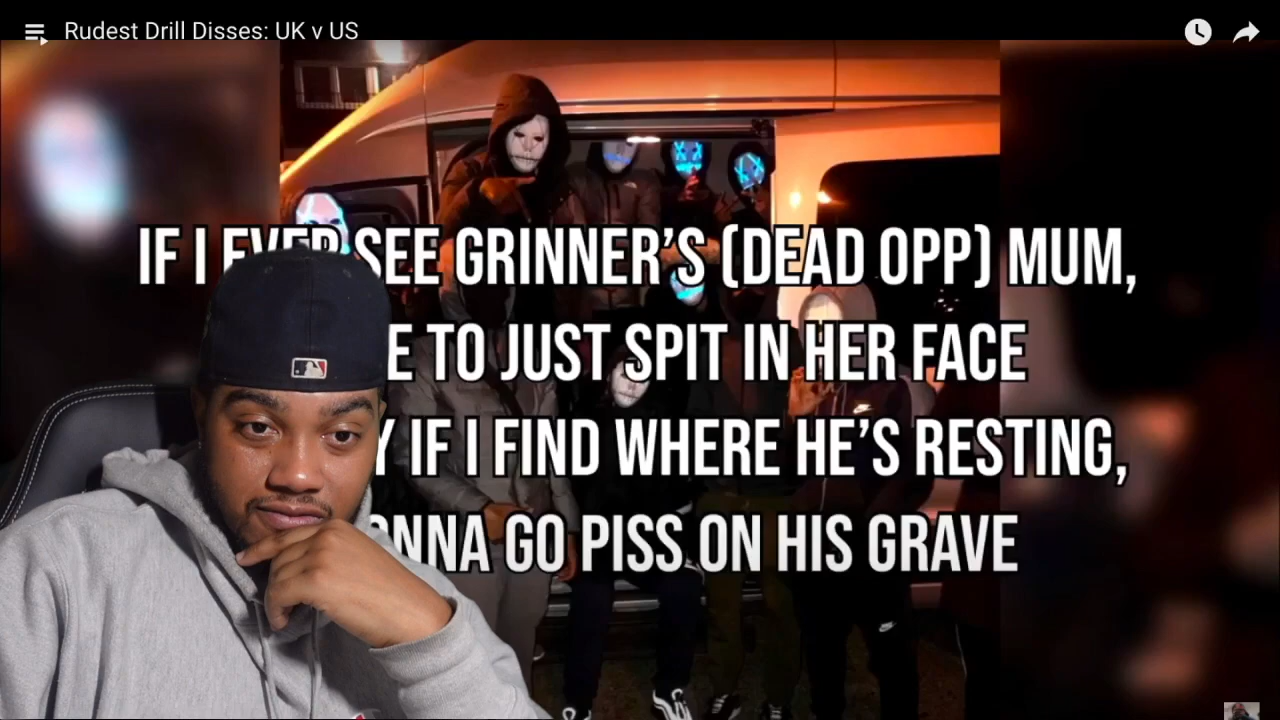 Rudest Drill Disses: UK v US
IF I EVER SEE GRINNER'S (DEAD OPP) MUM,
TO JUST SPIT IN HER FACE
IF I FIND WHERE HE'S RESTING,
GO PISS ON HIS GRAVE